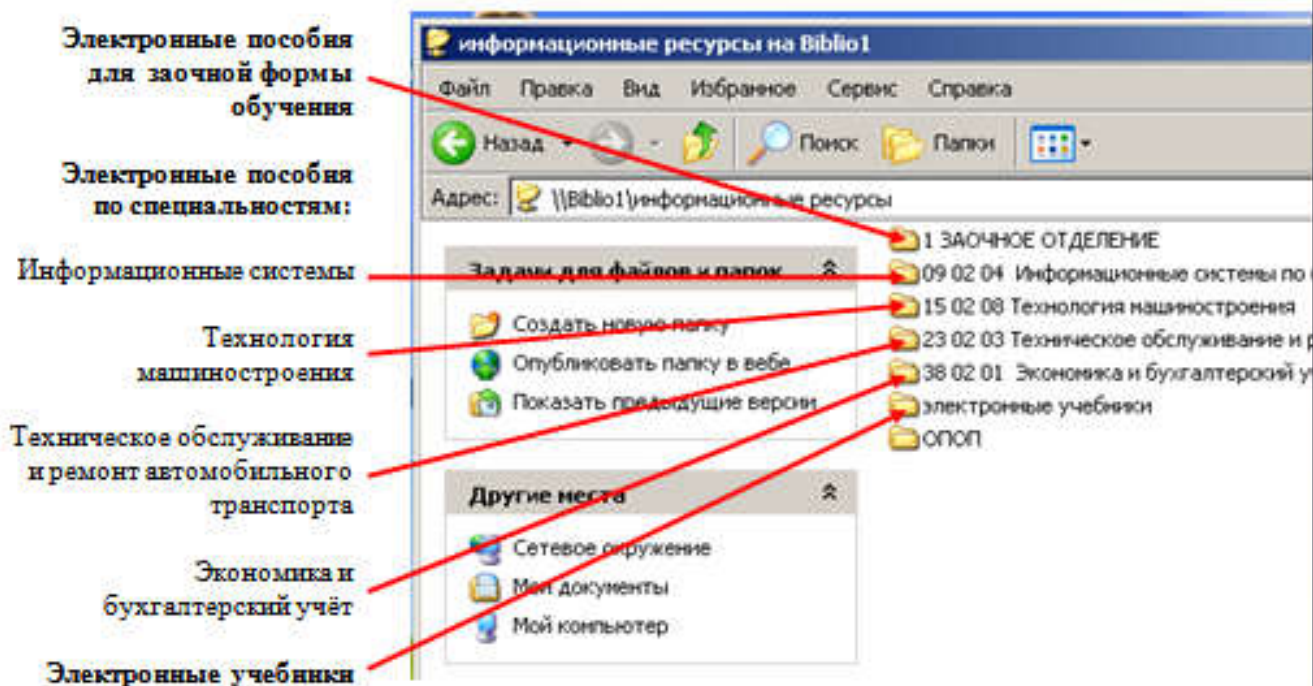 Электронные пособия
для заочной формы
обучения
Электронные пособия
по специальностям:
Информационные системы
Технология
машиностроения
Техническое обслуживание
и ремонт автомобильного
транспорта
Экономика и
бухгалтерский учёт
Электронные учебники
информационные ресурсы на Biblio1
Файл Правка Вид Избранное Сервис Справка
Назад Поиск Папки
Адрес: \\Biblio1\информационные ресурсы
Задачи для файлов и папок
Создать новую папку
Опубликовать папку в вебе
Показать предыдущие версии
Другие места
Сетевое окружение
Мои документы
Мой компьютер
1 ЗАОЧНОЕ ОТДЕЛЕНИЕ
09 02 04 Информационные системы по
15 02 08 Технология машиностроения
23 02 03 Техническое обслуживание и р
38 02 01 Экономика и бухгалтерский у
электронные учебники
ОПОП